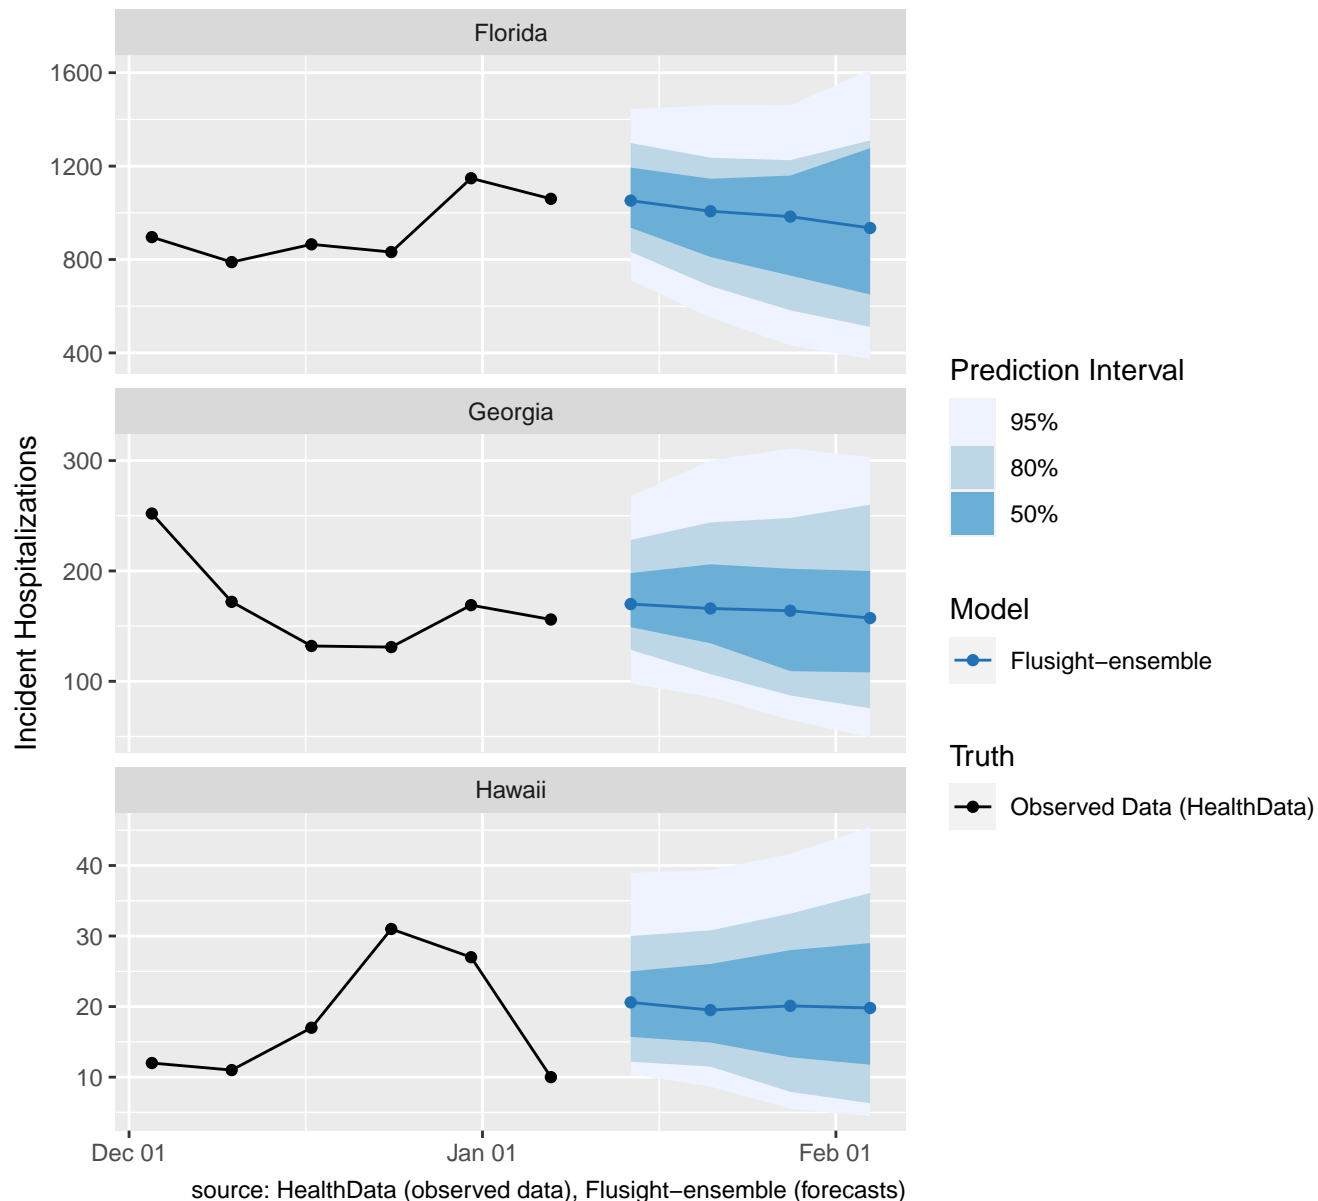 Florida
1600
1200
800
400
Georgia
300
200
100
Hawaii
40
30
20
10
Dec 01
Jan 01
Feb 01
Incident Hospitalizations
source: HealthData (observed data), Flusight−ensemble (forecasts)
Prediction Interval
95%
80%
50%
Model
Flusight−ensemble
Truth
Observed Data (HealthData)